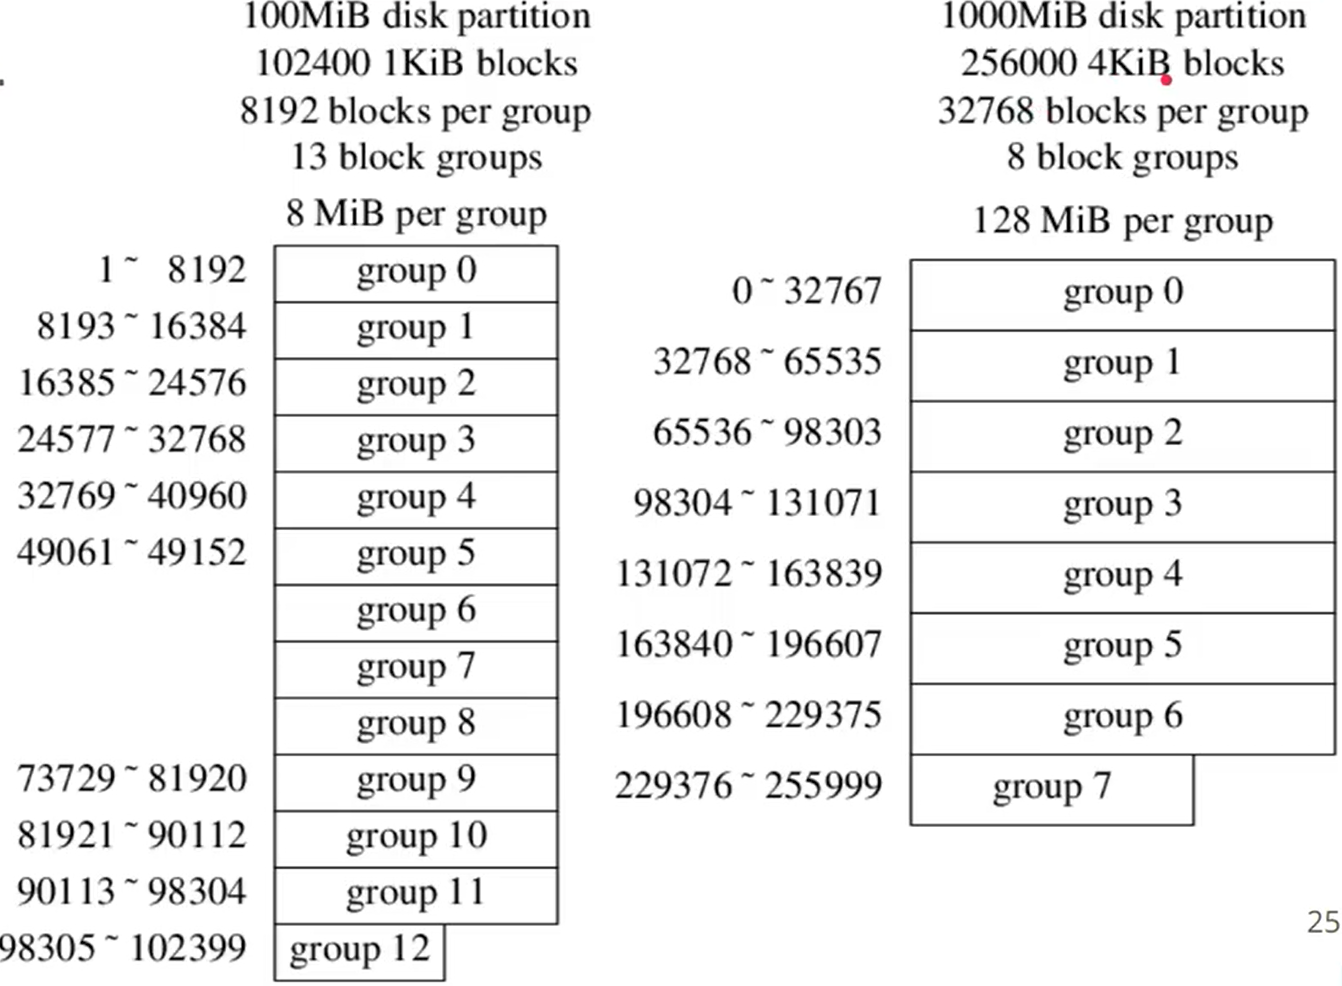 100MiB disk partition
102400 1KiB blocks
8192 blocks per group
13 block groups
8 MiB per group
1 ~ 8192 group 0
8193 ~ 16384 group 1
16385 ~ 24576 group 2
24577 ~ 32768 group 3
32769 ~ 40960 group 4
49061 ~ 49152 group 5
group 6
group 7
group 8
73729 ~ 81920 group 9
81921 ~ 90112 group 10
90113 ~ 98304 group 11
98305 ~ 102399 group 12
1000MiB disk partition
256000 4KiB blocks
32768 blocks per group
8 block groups
128 MiB per group
0 ~ 32767 group 0
32768 ~ 65535 group 1
65536 ~ 98303 group 2
98304 ~ 131071 group 3
131072 ~ 163839 group 4
163840 ~ 196607 group 5
196608 ~ 229375 group 6
229376 ~ 255999 group 7
25